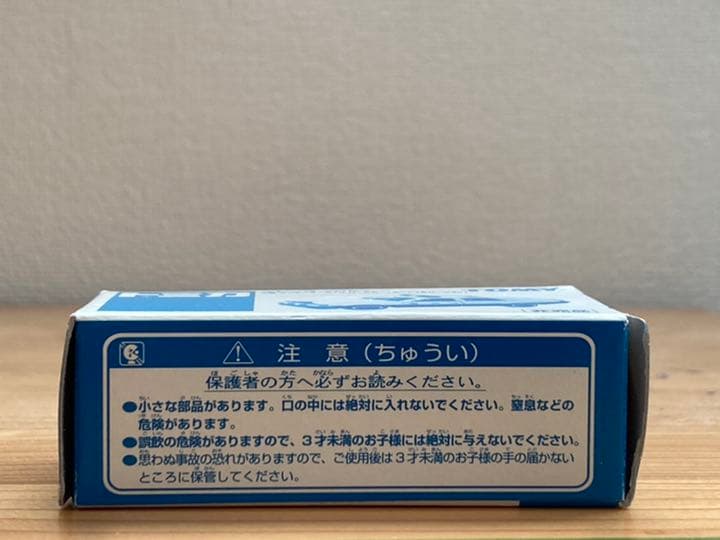 ⚠ 注 意（ちゅうい）
保護者の方へ必ずお読みください。
●小さな部品があります。口の中には絶対に入れないでください。窒息などの
危険があります。
●誤飲の危険がありますので、3才未満のお子様には絶対に与えないでください。
●思わぬ事故の恐れがありますので、ご使用後は3才未満のお子様の手の届かない
ところに保管してください。